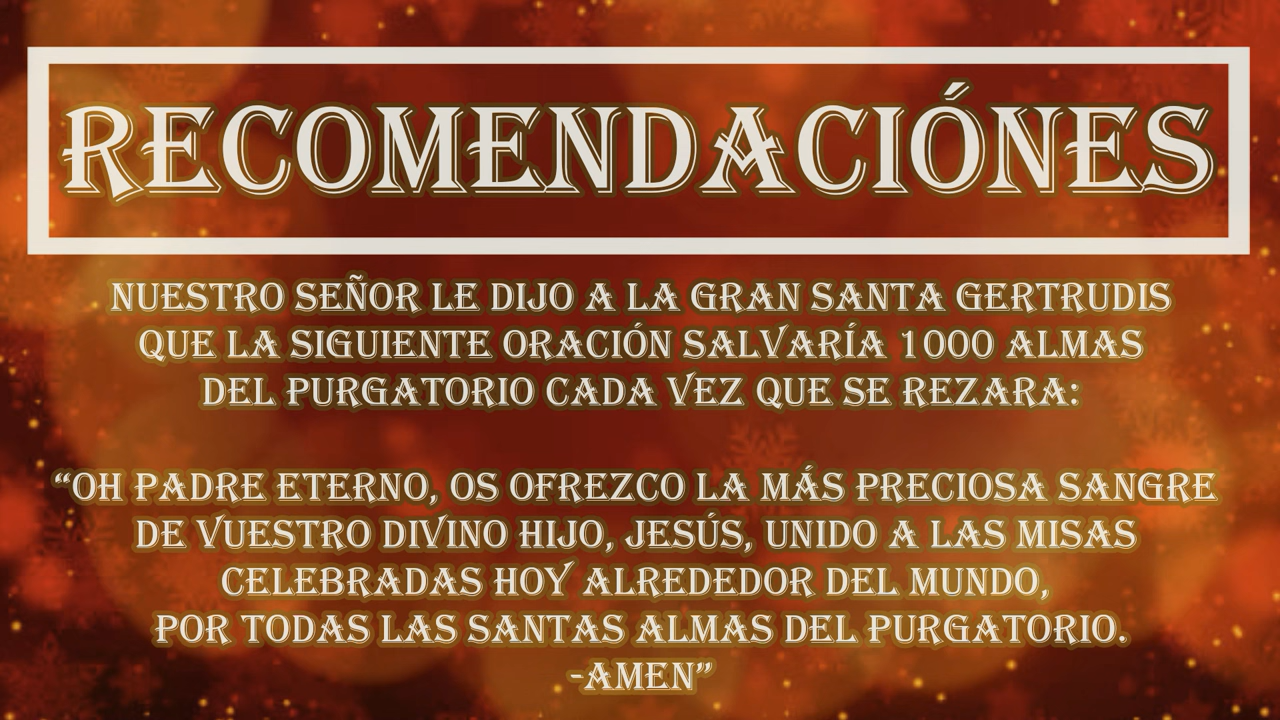 RECOMENDACIÓNES
NUESTRO SEÑOR LE DIJO A LA GRAN SANTA GERTRUDIS
QUE LA SIGUIENTE ORACIÓN SALVARÍA 1000 ALMAS
DEL PURGATORIO CADA VEZ QUE SE REZARA:
“OH PADRE ETERNO, OS OFREZCO LA MÁS PRECIOSA SANGRE
DE VUESTRO DIVINO HIJO, JESÚS, UNIDO A LAS MISAS
CELEBRADAS HOY ALREDEDOR DEL MUNDO,
POR TODAS LAS SANTAS ALMAS DEL PURGATORIO.
-AMEN”